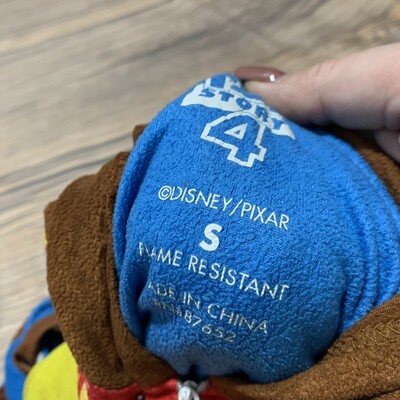 STORY
4
©DISNEY/PIXAR
S
FLAME RESISTANT
MADE IN CHINA